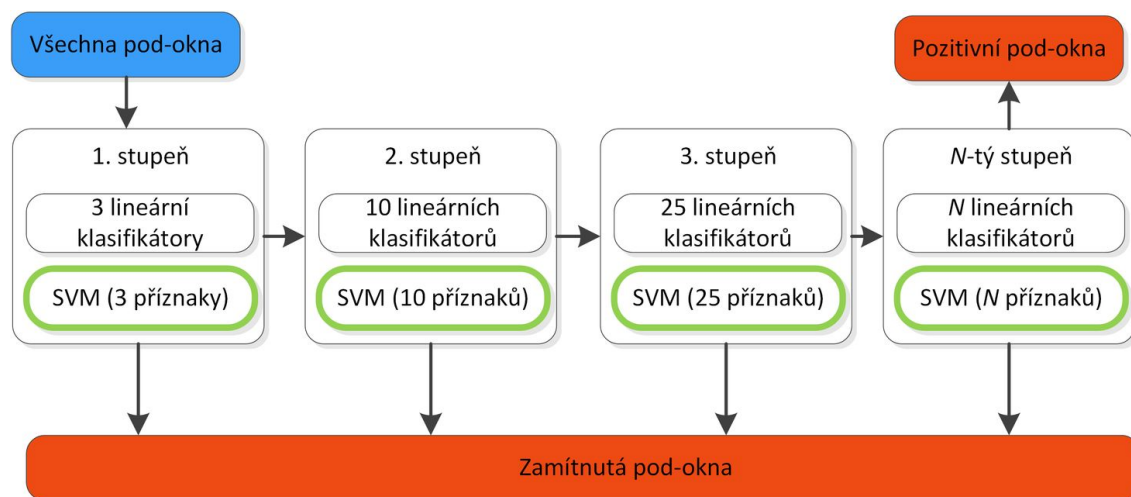 Všechna pod-okna
Pozitivní pod-okna
1. stupeň
3 lineární
klasifikátory
SVM (3 příznaky)
2. stupeň
10 lineárních
klasifikátorů
SVM (10 příznaků)
3. stupeň
25 lineárních
klasifikátorů
SVM (25 příznaků)
N-tý stupeň
N lineárních
klasifikátorů
SVM (N příznaků)
Zamítnutá pod-okna